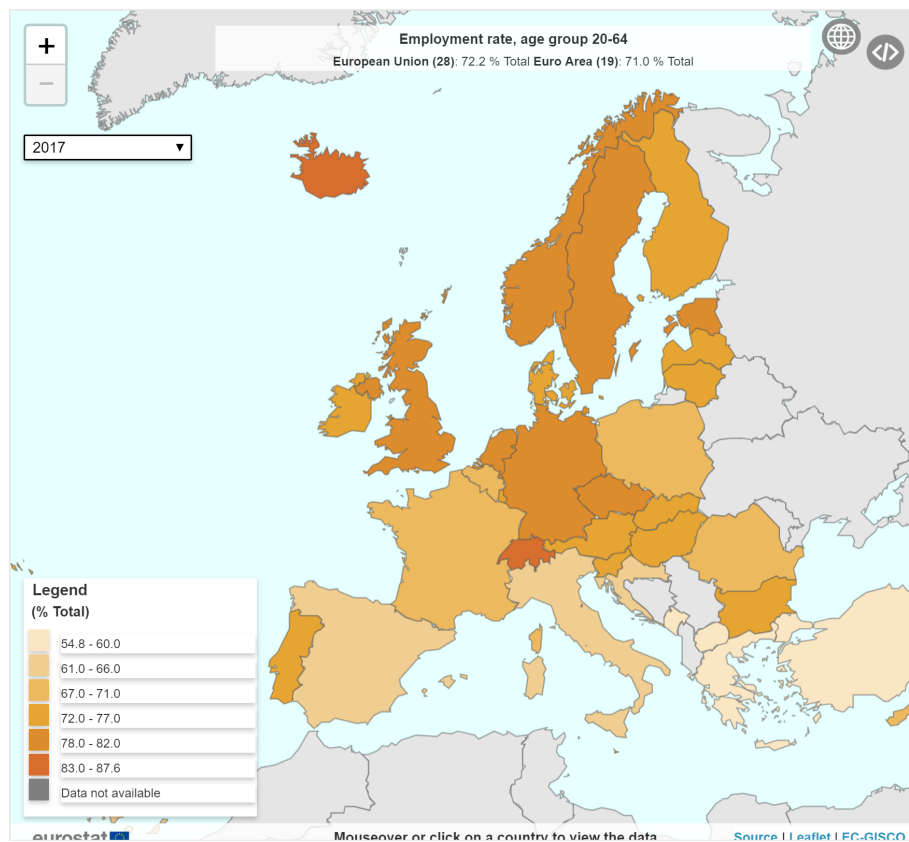 +
Employment rate, age group 20-64
European Union (28): 72.2 % Total Euro Area (19): 71.0 % Total
−
2017
Legend
(% Total)
54.8 - 60.0
61.0 - 66.0
67.0 - 71.0
72.0 - 77.0
78.0 - 82.0
83.0 - 87.6
Data not available
eurostat
Mouseover or click on a country to view the data
Source | Leaflet | EC-GISCO